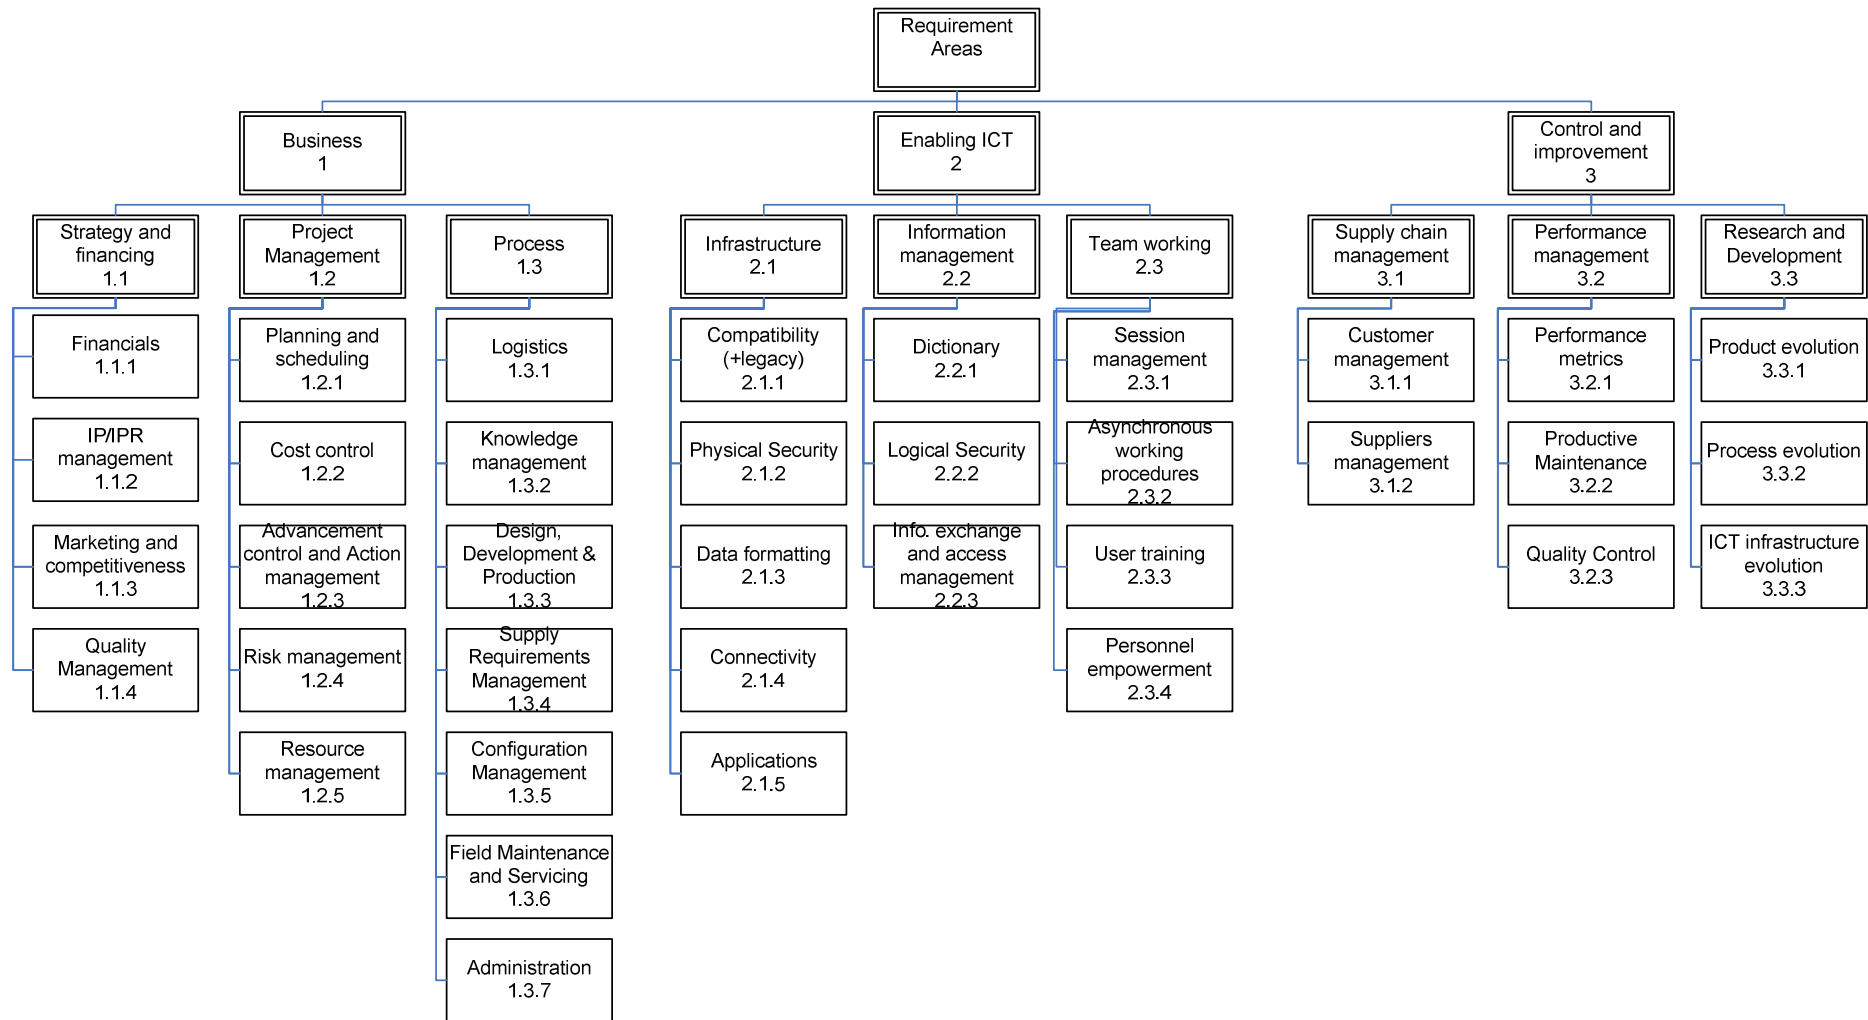 Requirement
Areas
Business
1
Enabling ICT
2
Control and
improvement
3
Strategy and
financing
1.1
Project
Management
1.2
Process
1.3
Infrastructure
2.1
Information
management
2.2
Team working
2.3
Supply chain
management
3.1
Performance
management
3.2
Research and
Development
3.3
Financials
1.1.1
Planning and
scheduling
1.2.1
Logistics
1.3.1
Compatibility
(+legacy)
2.1.1
Dictionary
2.2.1
Session
management
2.3.1
Customer
management
3.1.1
Performance
metrics
3.2.1
Product evolution
3.3.1
IP/IPR
management
1.1.2
Cost control
1.2.2
Knowledge
management
1.3.2
Physical Security
2.1.2
Logical Security
2.2.2
Asynchronous
working
procedures
2.3.2
Suppliers
management
3.1.2
Productive
Maintenance
3.2.2
Process evolution
3.3.2
Marketing and
competitiveness
1.1.3
Advancement
control and Action
management
1.2.3
Design,
Development &
Production
1.3.3
Data formatting
2.1.3
Info. exchange
and access
management
2.2.3
User training
2.3.3
Quality Control
3.2.3
ICT infrastructure
evolution
3.3.3
Quality
Management
1.1.4
Risk management
1.2.4
Supply
Requirements
Management
1.3.4
Connectivity
2.1.4
Personnel
empowerment
2.3.4
Resource
management
1.2.5
Configuration
Management
1.3.5
Applications
2.1.5
Field Maintenance
and Servicing
1.3.6
Administration
1.3.7